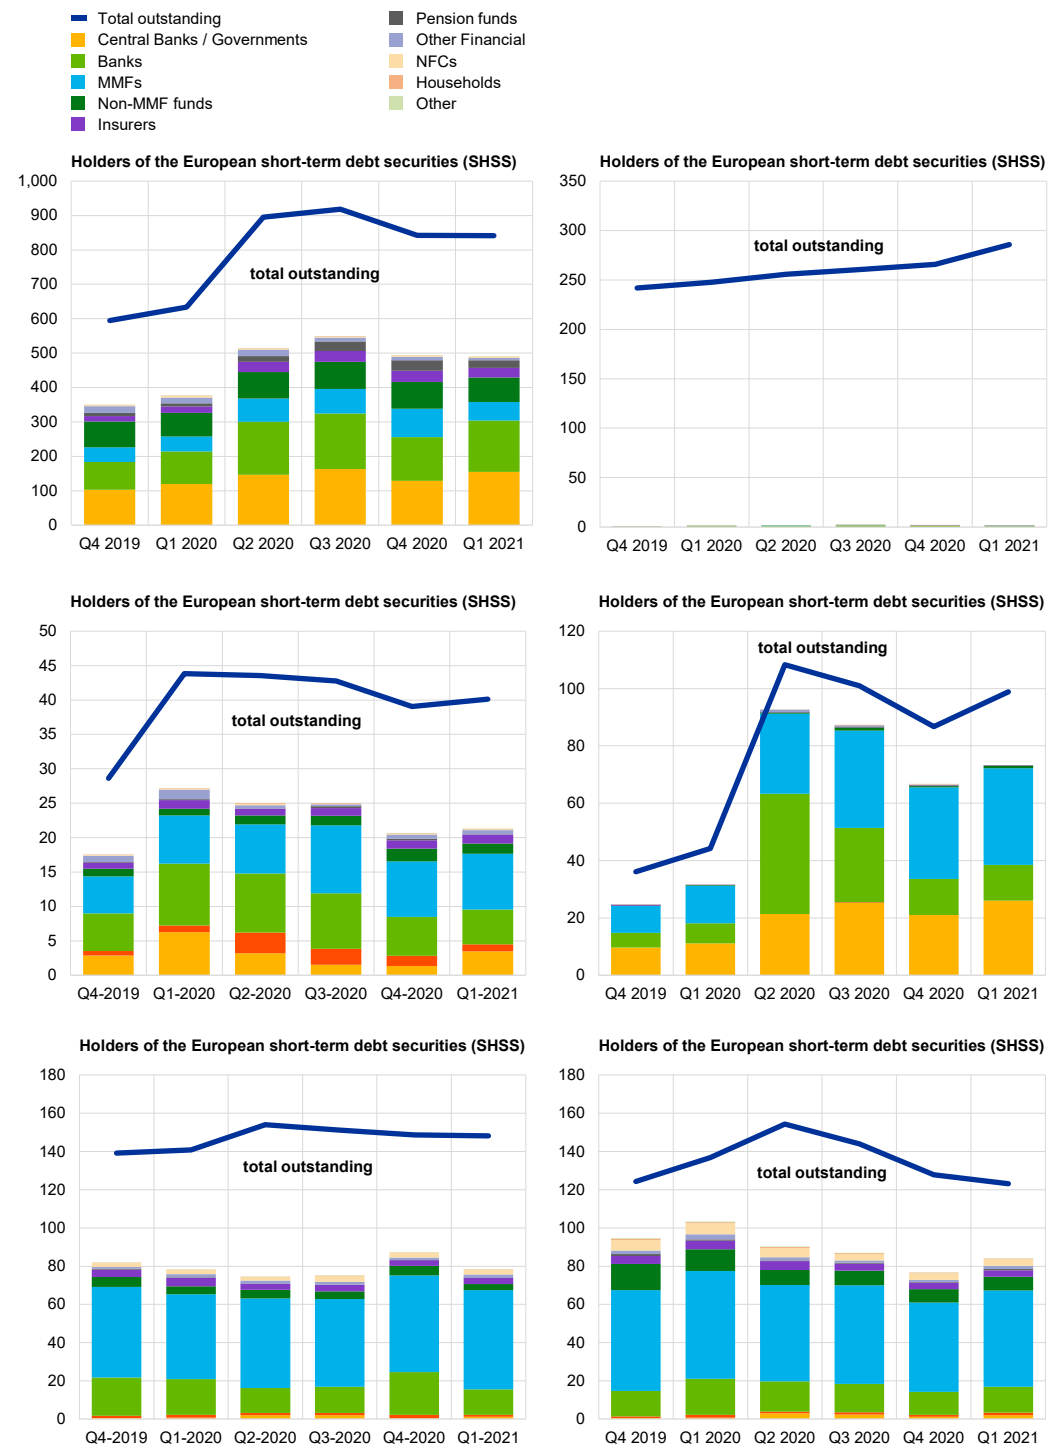 Total outstanding
Central Banks / Governments
Banks
MMFs
Non-MMF funds
Insurers
Pension funds
Other Financial
NFCs
Households
Other
Holders of the European short-term debt securities (SHSS)
1,000
900
800
700
600
500
400
300
200
100
0
total outstanding
Q4 2019 Q1 2020 Q2 2020 Q3 2020 Q4 2020 Q1 2021
Holders of the European short-term debt securities (SHSS)
350
300
250
200
150
100
50
0
total outstanding
Q4 2019 Q1 2020 Q2 2020 Q3 2020 Q4 2020 Q1 2021
Holders of the European short-term debt securities (SHSS)
50
45
40
35
30
25
20
15
10
5
0
total outstanding
Q4-2019 Q1-2020 Q2-2020 Q3-2020 Q4-2020 Q1-2021
Holders of the European short-term debt securities (SHSS)
120
100
80
60
40
20
0
total outstanding
Q4 2019 Q1 2020 Q2 2020 Q3 2020 Q4 2020 Q1 2021
Holders of the European short-term debt securities (SHSS)
180
160
140
120
100
80
60
40
20
0
total outstanding
Q4-2019 Q1-2020 Q2-2020 Q3-2020 Q4-2020 Q1-2021
Holders of the European short-term debt securities (SHSS)
180
160
140
120
100
80
60
40
20
0
total outstanding
Q4 2019 Q1 2020 Q2 2020 Q3 2020 Q4 2020 Q1 2021